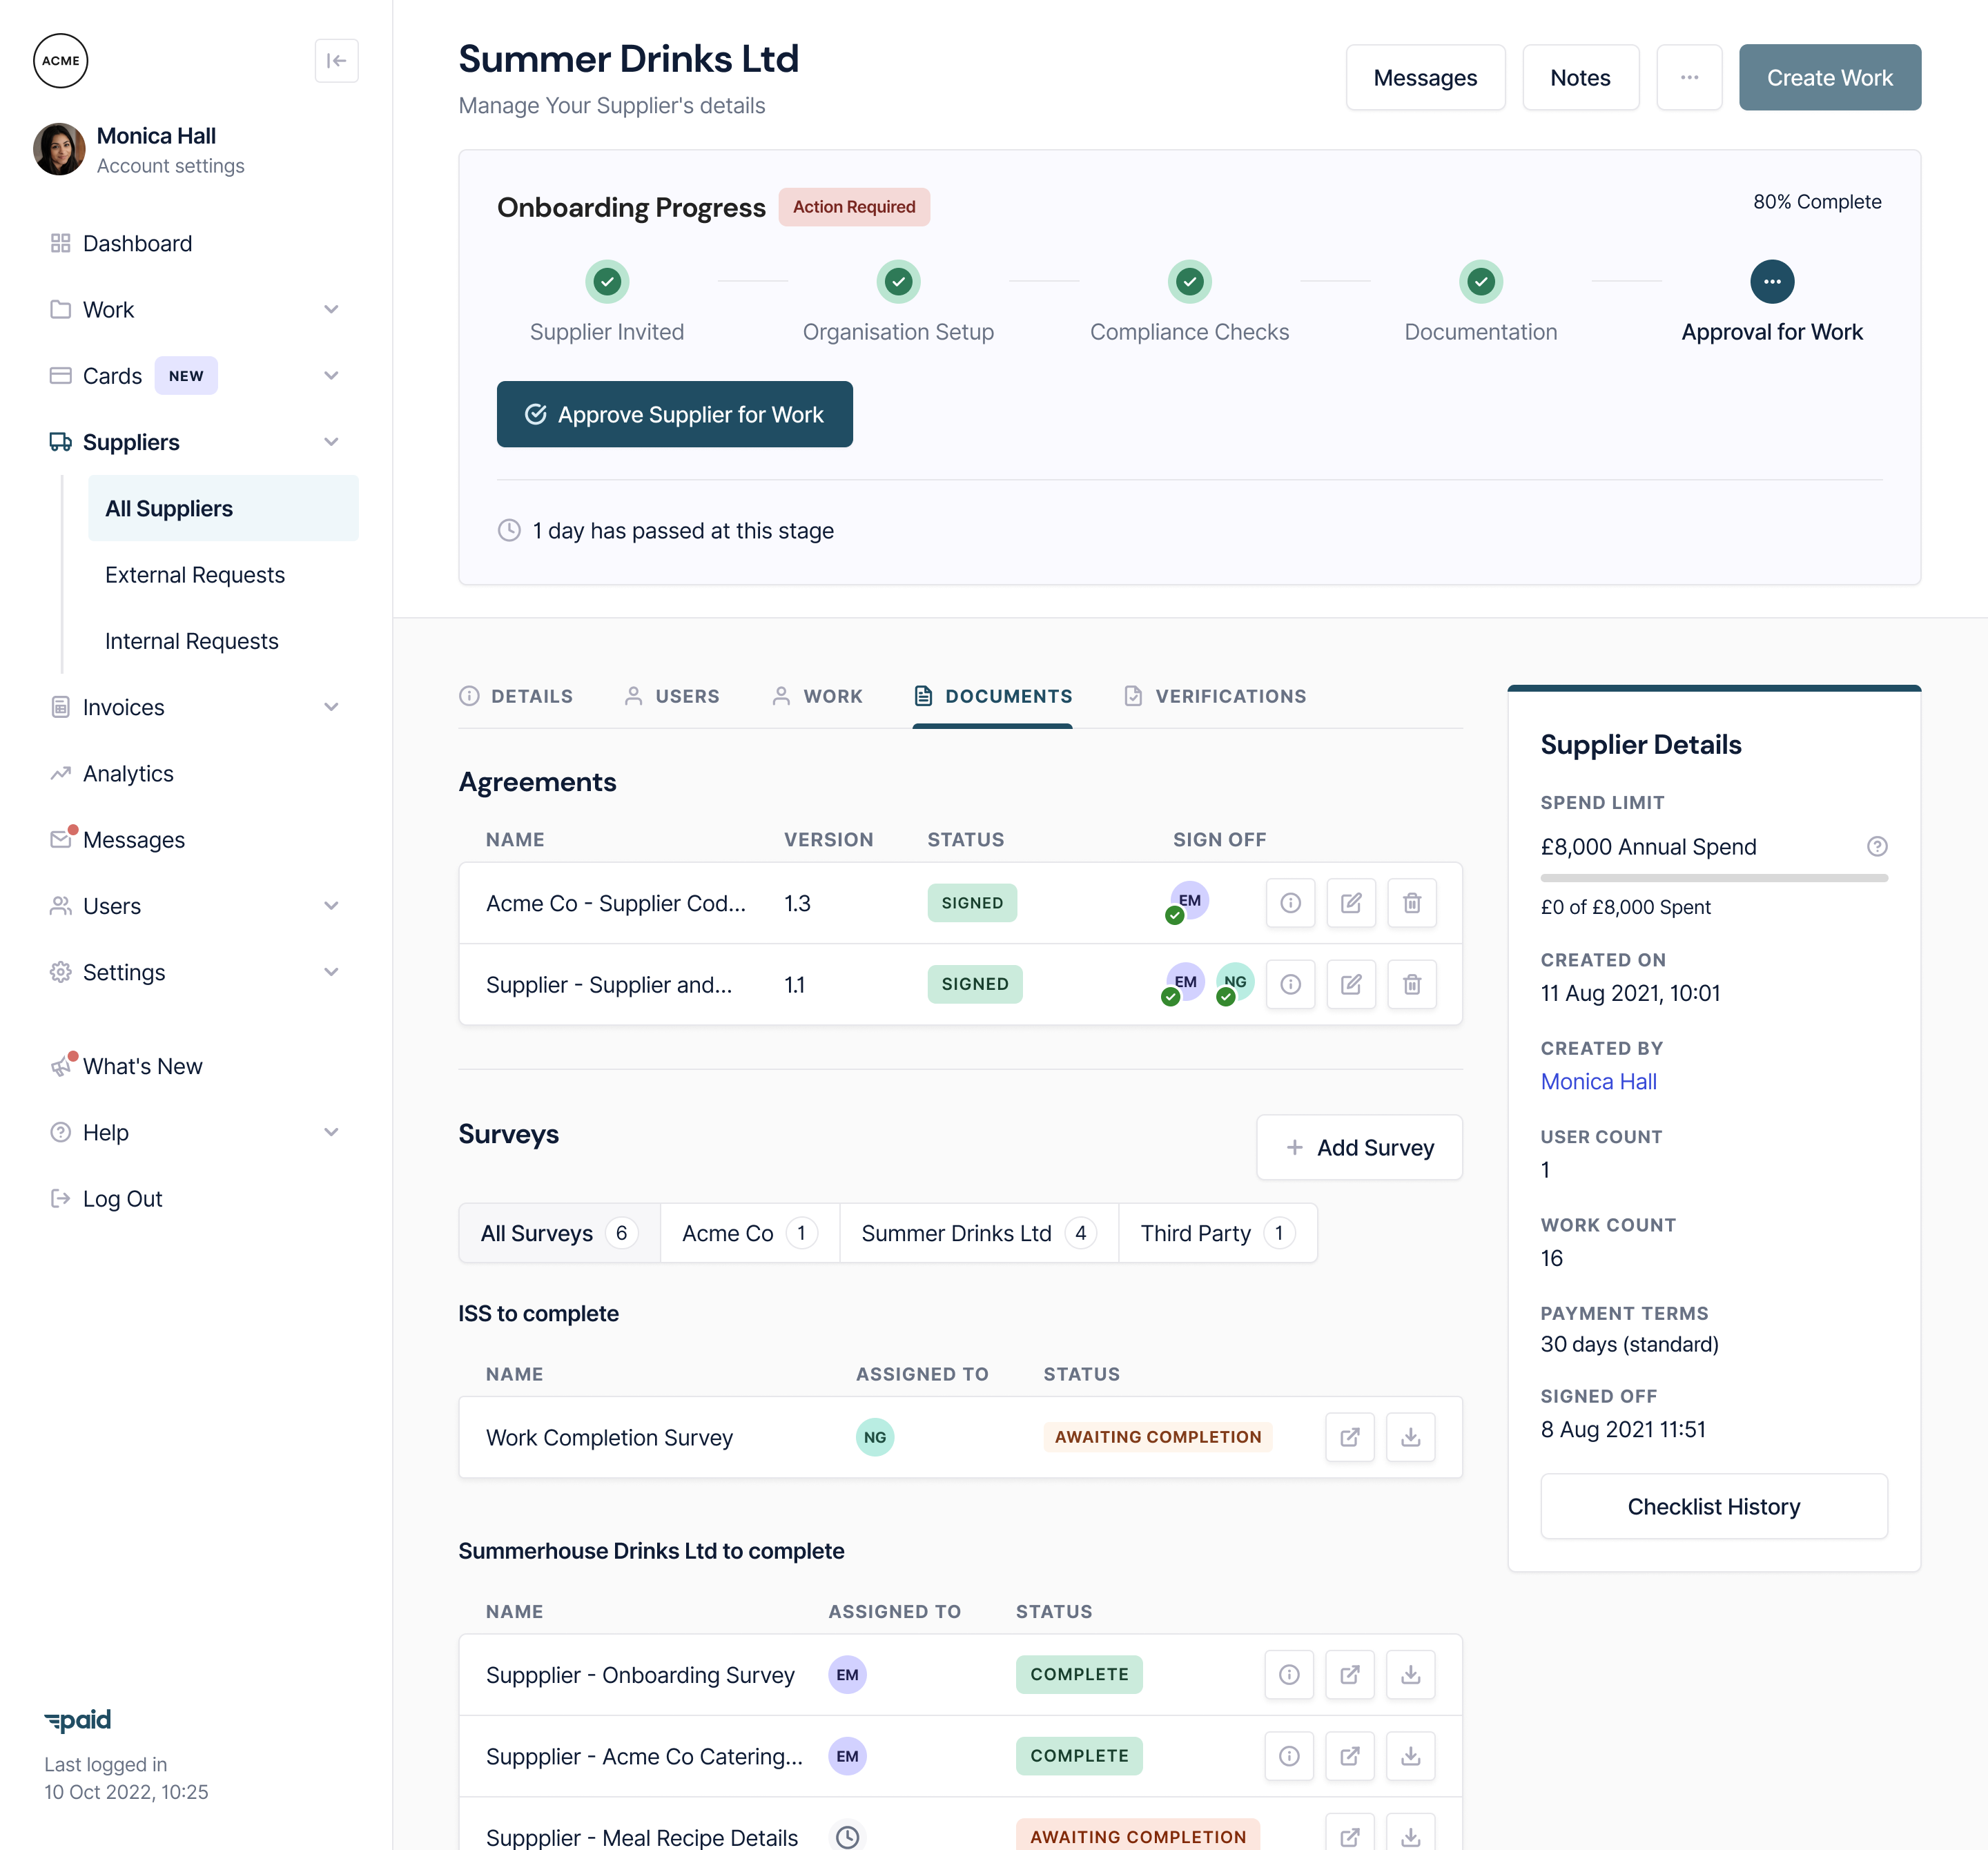 ACME
Monica Hall
Account settings
Dashboard
Work
Cards NEW
Suppliers
All Suppliers
External Requests
Internal Requests
Invoices
Analytics
Messages
Users
Settings
What's New
Help
Log Out
paid
Last logged in
10 Oct 2022, 10:25
Summer Drinks Ltd
Manage Your Supplier's details
Messages
Notes
Create Work
Onboarding Progress Action Required
80% Complete
Supplier Invited
Organisation Setup
Compliance Checks
Documentation
Approval for Work
Approve Supplier for Work
1 day has passed at this stage
DETAILS USERS WORK DOCUMENTS VERIFICATIONS
Agreements
NAME VERSION STATUS SIGN OFF
Acme Co - Supplier Cod... 1.3 SIGNED EM
Supplier - Supplier and... 1.1 SIGNED EM NG
Surveys
+ Add Survey
All Surveys 6 Acme Co 1 Summer Drinks Ltd 4 Third Party 1
ISS to complete
NAME ASSIGNED TO STATUS
Work Completion Survey NG AWAITING COMPLETION
Summerhouse Drinks Ltd to complete
NAME ASSIGNED TO STATUS
Suppplier - Onboarding Survey EM COMPLETE
Suppplier - Acme Co Catering... EM COMPLETE
Suppplier - Meal Recipe Details AWAITING COMPLETION
Supplier Details
SPEND LIMIT
£8,000 Annual Spend
£0 of £8,000 Spent
CREATED ON
11 Aug 2021, 10:01
CREATED BY
Monica Hall
USER COUNT
1
WORK COUNT
16
PAYMENT TERMS
30 days (standard)
SIGNED OFF
8 Aug 2021 11:51
Checklist History